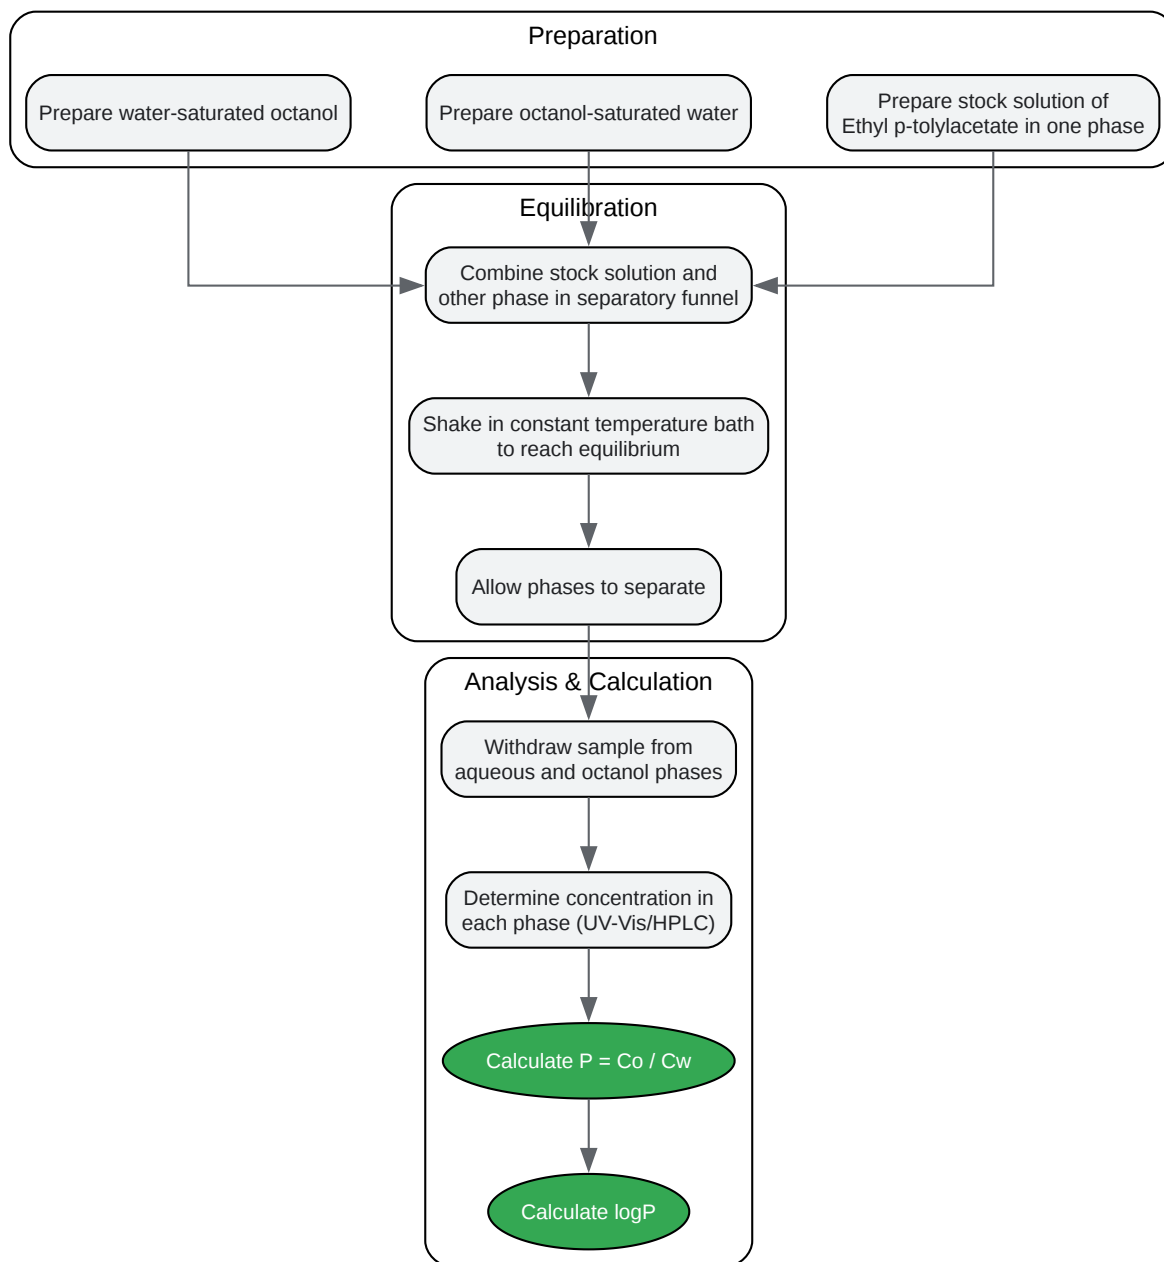 Preparation
Prepare water-saturated octanol
Prepare octanol-saturated water
Prepare stock solution of
Ethyl p-tolylacetate in one phase
Equilibration
Combine stock solution and
other phase in separatory funnel
Shake in constant temperature bath
to reach equilibrium
Allow phases to separate
Analysis & Calculation
Withdraw sample from
aqueous and octanol phases
Determine concentration in
each phase (UV-Vis/HPLC)
Calculate P = Co / Cw
Calculate logP